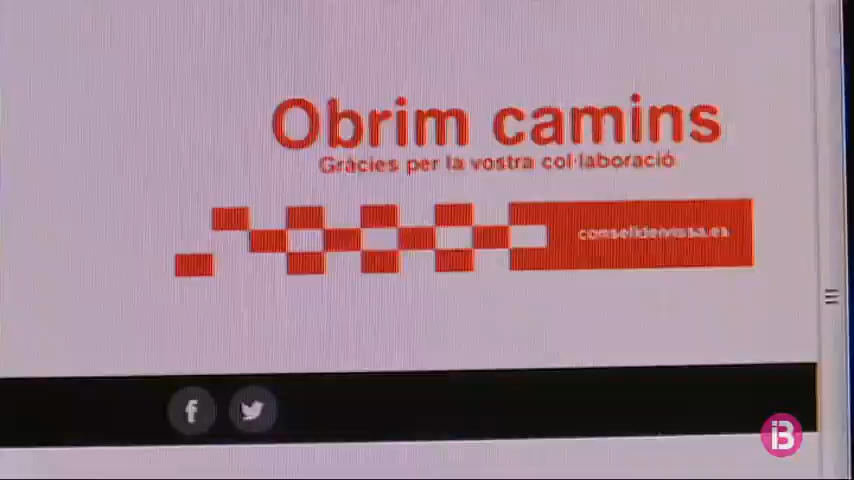 Obrim camins
Gràcies per la vostra col·laboració
conselldeivissa.es